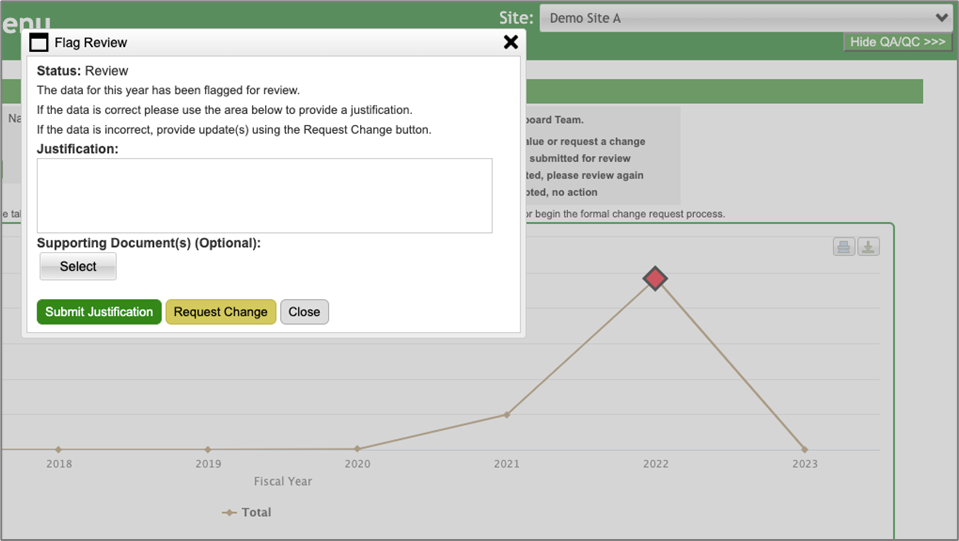 enu
Site: Demo Site A
Hide QA/QC >>>
Flag Review
Status: Review
The data for this year has been flagged for review.
If the data is correct please use the area below to provide a justification.
If the data is incorrect, provide update(s) using the Request Change button.
Justification:
Supporting Document(s) (Optional):
Select
Submit Justification
Request Change
Close
Na
board Team.
alue or request a change
submitted for review
ted, please review again
pted, no action
e tal
or begin the formal change request process.
2018 2019 2020 2021 2022 2023
Fiscal Year
Total